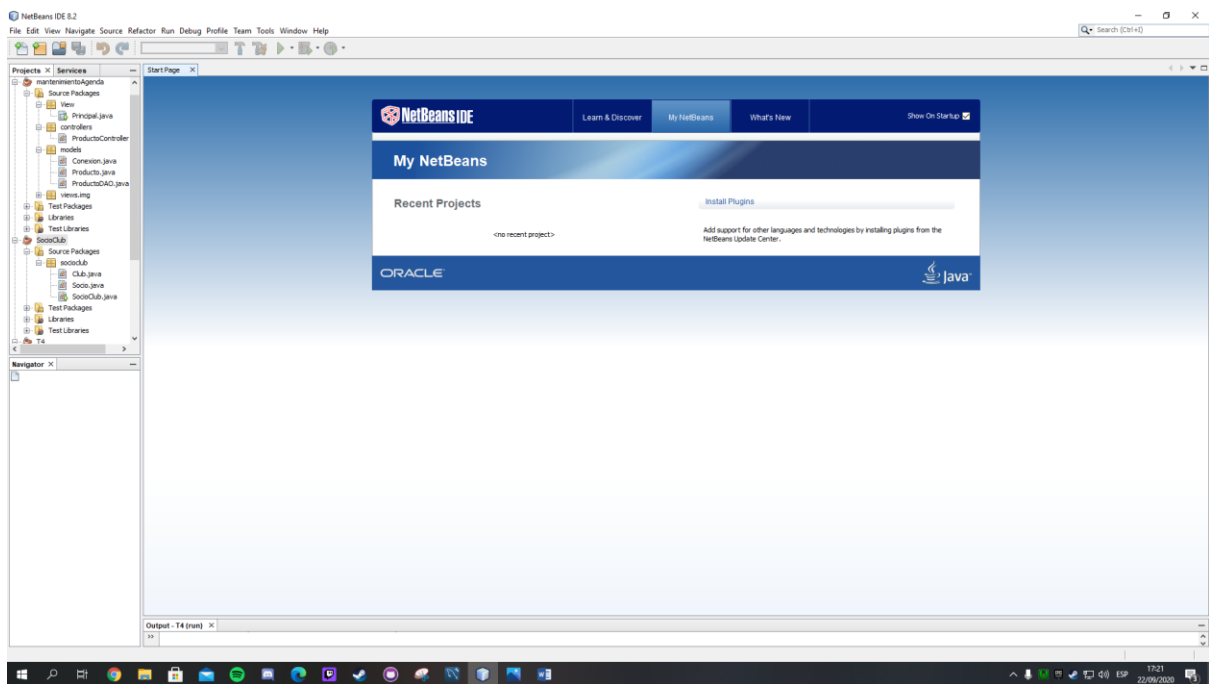 NetBeans IDE 8.2
File Edit View Navigate Source Refactor Run Debug Profile Team Tools Window Help
Search (Ctrl+I)
Projects Services
mantenimientoAgenda
Source Packages
View
Principal.java
controllers
ProductoController
models
Conexion.java
Producto.java
ProductoDAO.java
views.img
Test Packages
Libraries
Test Libraries
SocioClub
Source Packages
socioclub
Club.java
Socio.java
SocioClub.java
Test Packages
Libraries
Test Libraries
T4
Navigator
Start Page
NetBeans IDE
Learn & Discover
My NetBeans
What's New
Show On Startup
My NetBeans
Recent Projects
<no recent project>
Install Plugins
Add support for other languages and technologies by installing plugins from the
NetBeans Update Center.
ORACLE
Java
Output - T4 (run)
>>
ESP
17:21
22/09/2020